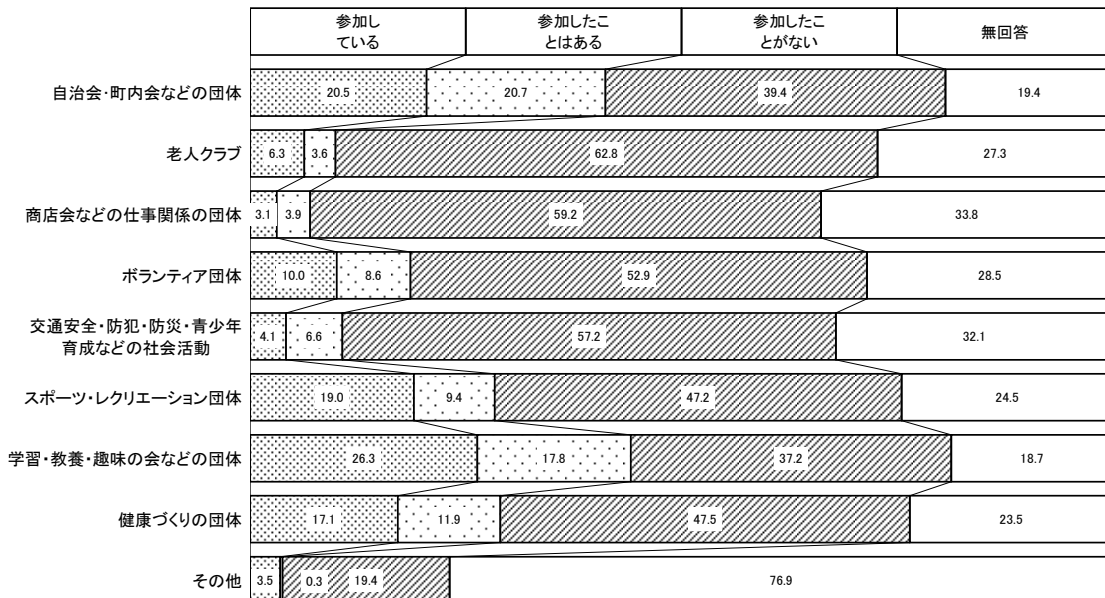 参加し
ている
参加したこ
とはある
参加したこ
とがない
無回答
自治会・町内会などの団体
20.5 20.7 39.4 19.4
老人クラブ
6.3 3.6 62.8 27.3
商店会などの仕事関係の団体
3.1 3.9 59.2 33.8
ボランティア団体
10.0 8.6 52.9 28.5
交通安全・防犯・防災・青少年
育成などの社会活動
4.1 6.6 57.2 32.1
スポーツ・レクリエーション団体
19.0 9.4 47.2 24.5
学習・教養・趣味の会などの団体
26.3 17.8 37.2 18.7
健康づくりの団体
17.1 11.9 47.5 23.5
その他
3.5 0.3 19.4 76.9